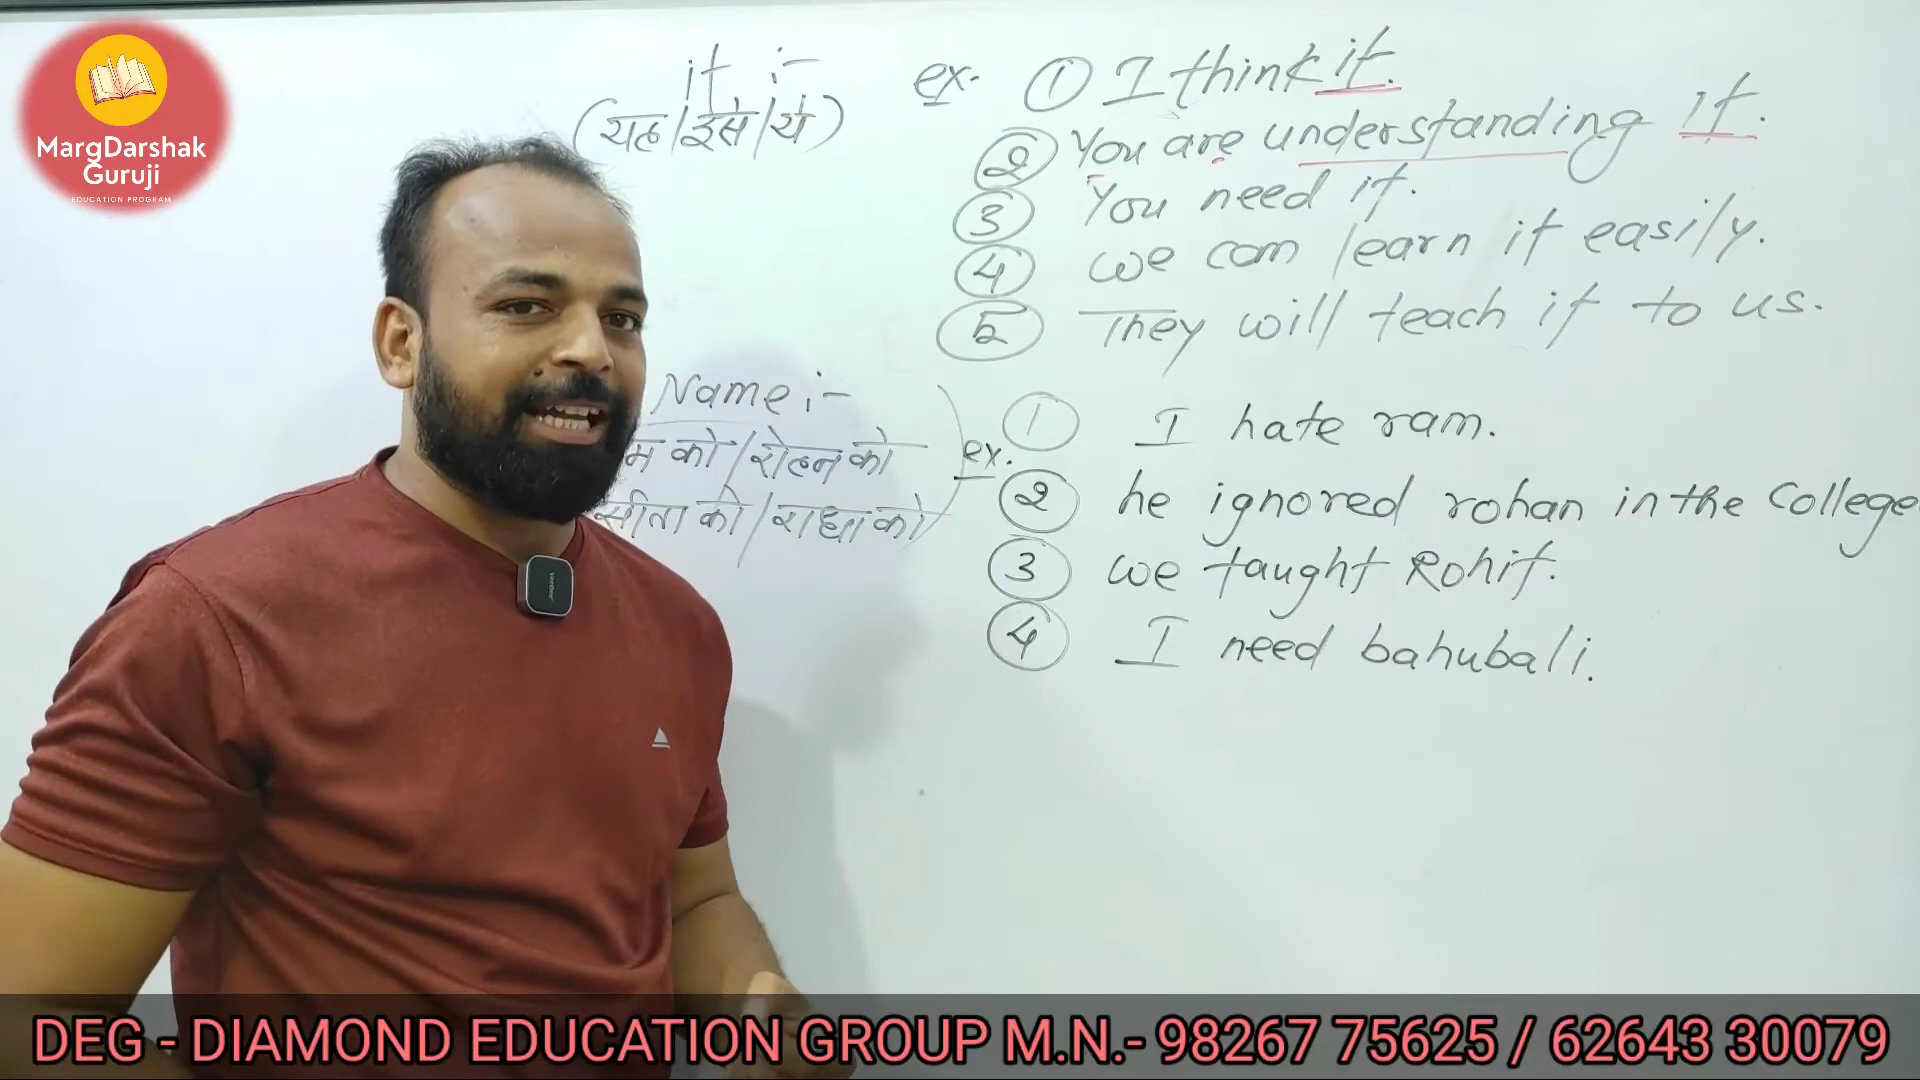 MargDarshak
Guruji
EDUCATION PROGRAM
it :-
(यह/इसे/ये)
ex. ① I think it.
② You are understanding it.
③ You need it.
④ we can learn it easily.
5 They will teach it to us.
Name :-
को/रोहन को
सीता को/राधा को
ex.
① I hate ram.
② he ignored rohan in the College
③ we taught Rohit.
④ I need bahubali.
DEG - DIAMOND EDUCATION GROUP M.N.- 98267 75625 / 62643 30079